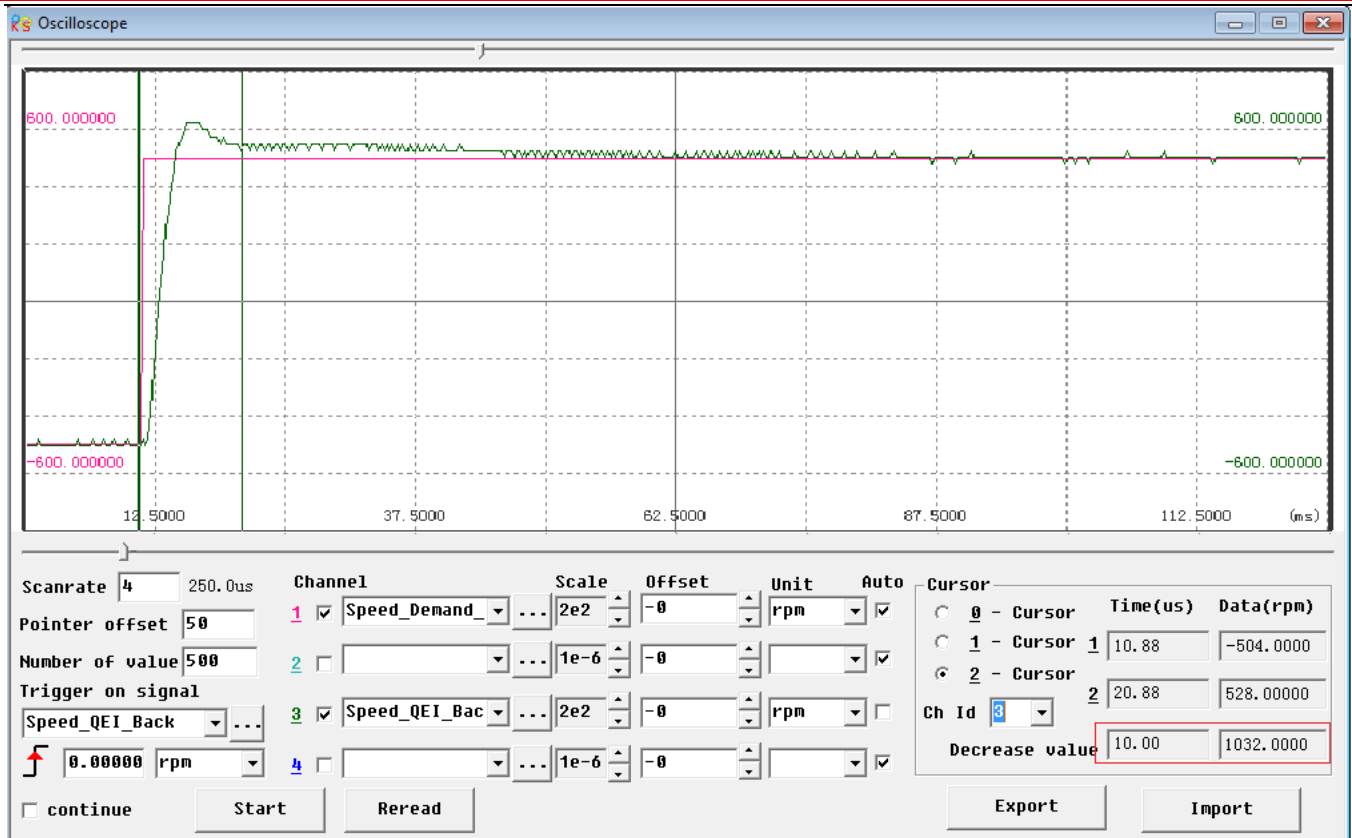 Oscilloscope
600.000000 600.000000
-600.000000 -600.000000
12.5000 37.5000 62.5000 87.5000 112.5000 (ms)
Scanrate 4 250.0us Channel Scale Offset Unit Auto Cursor
1 Speed_Demand_ ... 2e2 -0 rpm 0 - Cursor Time(us) Data(rpm)
Pointer offset 50 1 - Cursor 1 10.88 -504.0000
Number of value 500 2 ... 1e-6 -0 2 - Cursor
Trigger on signal 2 20.88 528.00000
Speed_QEI_Back ... 3 Speed_QEI_Bac ... 2e2 -0 rpm Ch Id 3
0.00000 rpm 4 ... 1e-6 -0 Decrease value 10.00 1032.0000
continue Start Reread Export Import